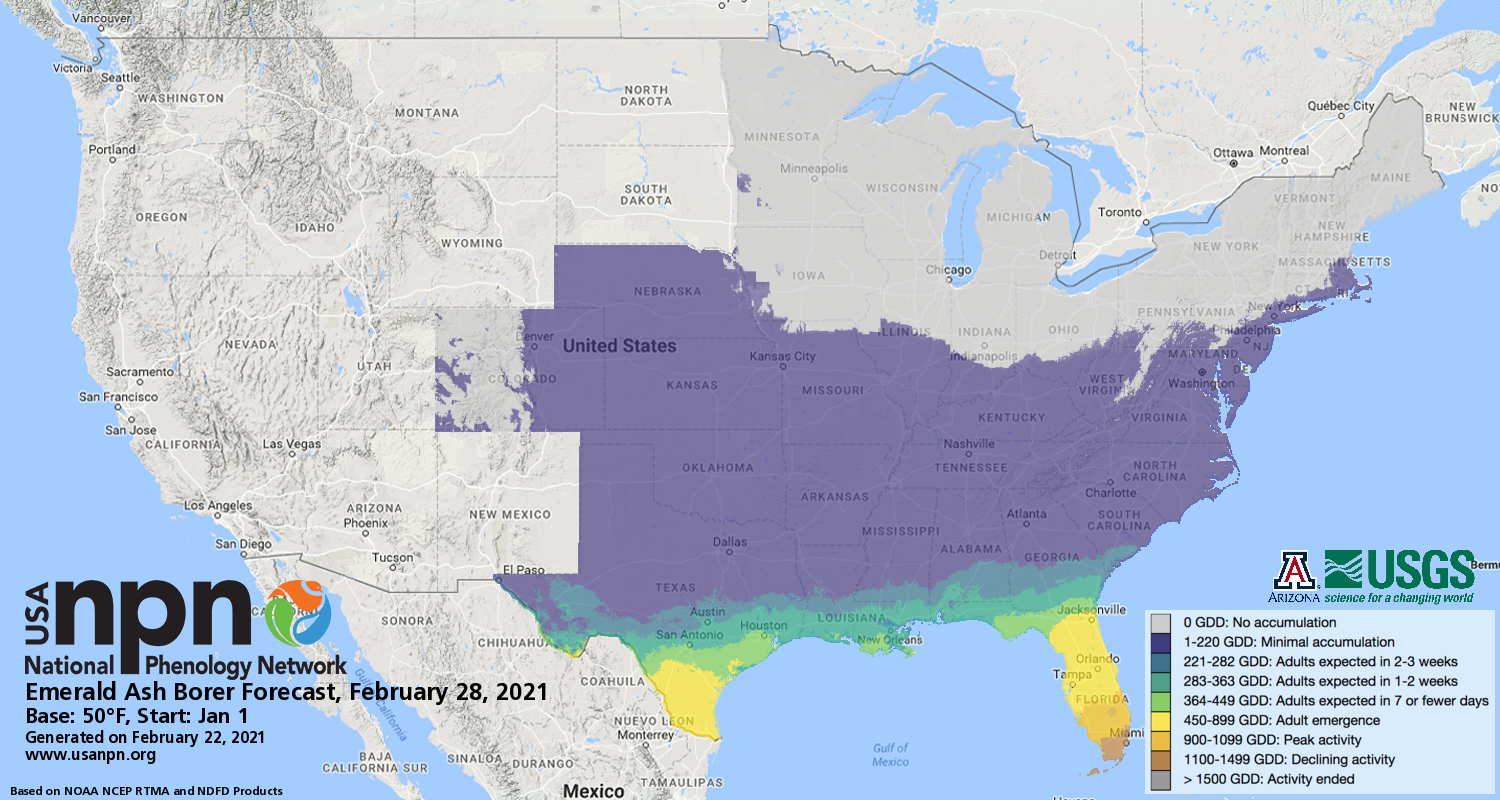 Vancouver
Victoria
Seattle
WASHINGTON
MONTANA
NORTH
DAKOTA
MINNESOTA
Québec City
NEW
BRUNSWICK
Ottawa
Montreal
Portland
Minneapolis
SOUTH
DAKOTA
WISCONSIN
MICHIGAN
MAINE
VERMONT
Toronto
NO
OREGON
IDAHO
WYOMING
NEW YORK
NEW
HAMPSHIRE
Detroit
MASSACHUSETTS
Chicago
IOWA
NEBRASKA
CT
RI
PENNSYLVANIA
New York
ILLINOIS
INDIANA
OHIO
Philadelphia
NJ
NEVADA
UTAH
Denver
United States
Kansas City
Indianapolis
MARYLAND
DE
Sacramento
San Francisco
COLORADO
KANSAS
MISSOURI
WEST
VIRGINIA
Washington
San Jose
CALIFORNIA
Las Vegas
KENTUCKY
VIRGINIA
Nashville
TENNESSEE
OKLAHOMA
ARKANSAS
NORTH
CAROLINA
Charlotte
Los Angeles
ARIZONA
Phoenix
NEW MEXICO
Atlanta
SOUTH
CAROLINA
MISSISSIPPI
San Diego
Tucson
Dallas
ALABAMA
GEORGIA
El Paso
TEXAS
Bermu
SONORA
CHIHUAHUA
Austin
San Antonio
Houston
LOUISIANA
New Orleans
Jacksonville
COAHUILA
Orlando
Tampa
FLORIDA
Gulf of
California
NUEVO LEON
Monterrey
Gulf of
Mexico
Miami
BAJA
CALIFORNIA SUR
SINALOA
DURANGO
TAMAULIPAS
Mexico
Havana
USA
npn
National Phenology Network
Emerald Ash Borer Forecast, February 28, 2021
Base: 50°F, Start: Jan 1
Generated on February 22, 2021
www.usanpn.org
Based on NOAA NCEP RTMA and NDFD Products
A
ARIZONA
USGS
science for a changing world
0 GDD: No accumulation
1-220 GDD: Minimal accumulation
221-282 GDD: Adults expected in 2-3 weeks
283-363 GDD: Adults expected in 1-2 weeks
364-449 GDD: Adults expected in 7 or fewer days
450-899 GDD: Adult emergence
900-1099 GDD: Peak activity
1100-1499 GDD: Declining activity
> 1500 GDD: Activity ended